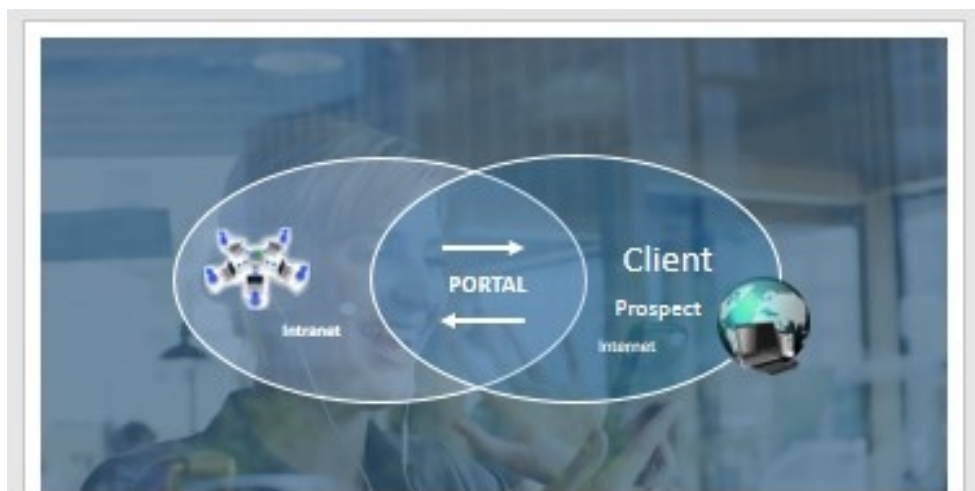 PORTAL
Intranet
Client
Prospect
Internet